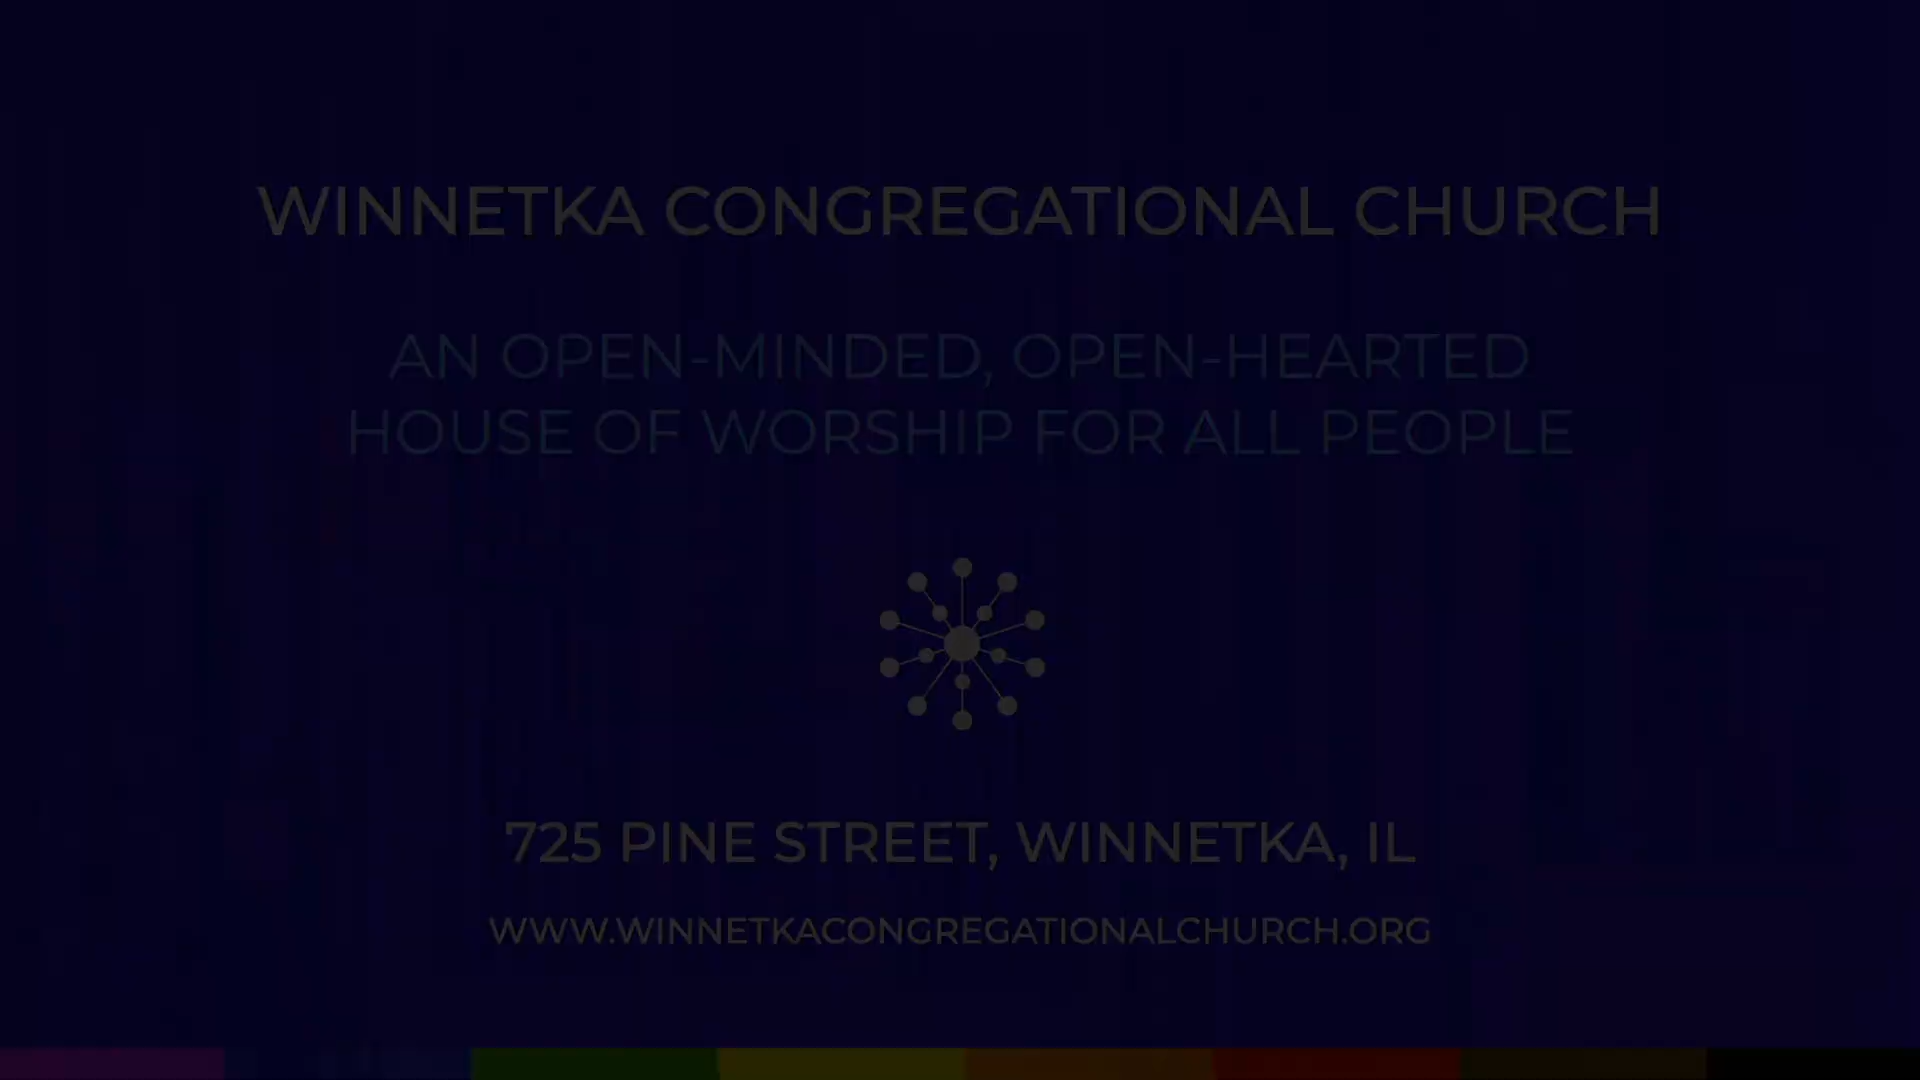 WINNETKA CONGREGATIONAL CHURCH
AN OPEN-MINDED, OPEN-HEARTED
HOUSE OF WORSHIP FOR ALL PEOPLE
725 PINE STREET, WINNETKA, IL
WWW.WINNETKACONGREGATIONALCHURCH.ORG